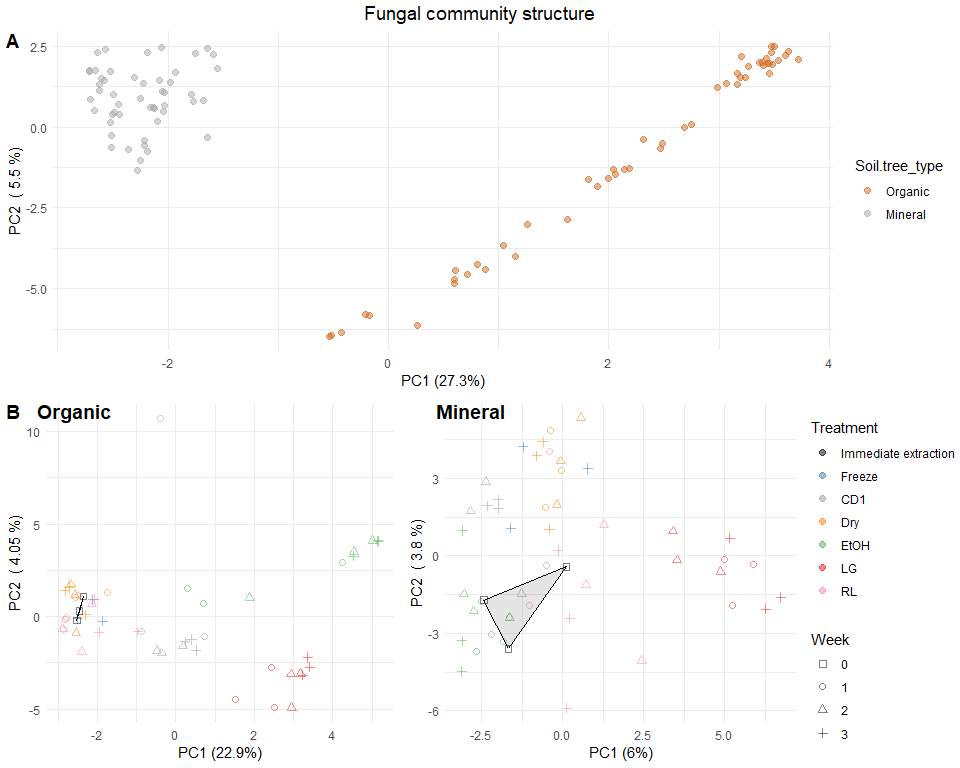 Fungal community structure
A
2.5
0.0
-2.5
-5.0
PC2 ( 5.5 %)
-2
0
2
4
PC1 (27.3%)
Soil.tree_type
Organic
Mineral
B Organic
10
5
0
-5
PC2 ( 4.05 %)
-2
0
2
4
PC1 (22.9%)
Mineral
3
0
-3
-6
PC2 ( 3.8 %)
-2.5
0.0
2.5
5.0
PC1 (6%)
Treatment
Immediate extraction
Freeze
CD1
Dry
EtOH
LG
RL
Week
0
1
2
3